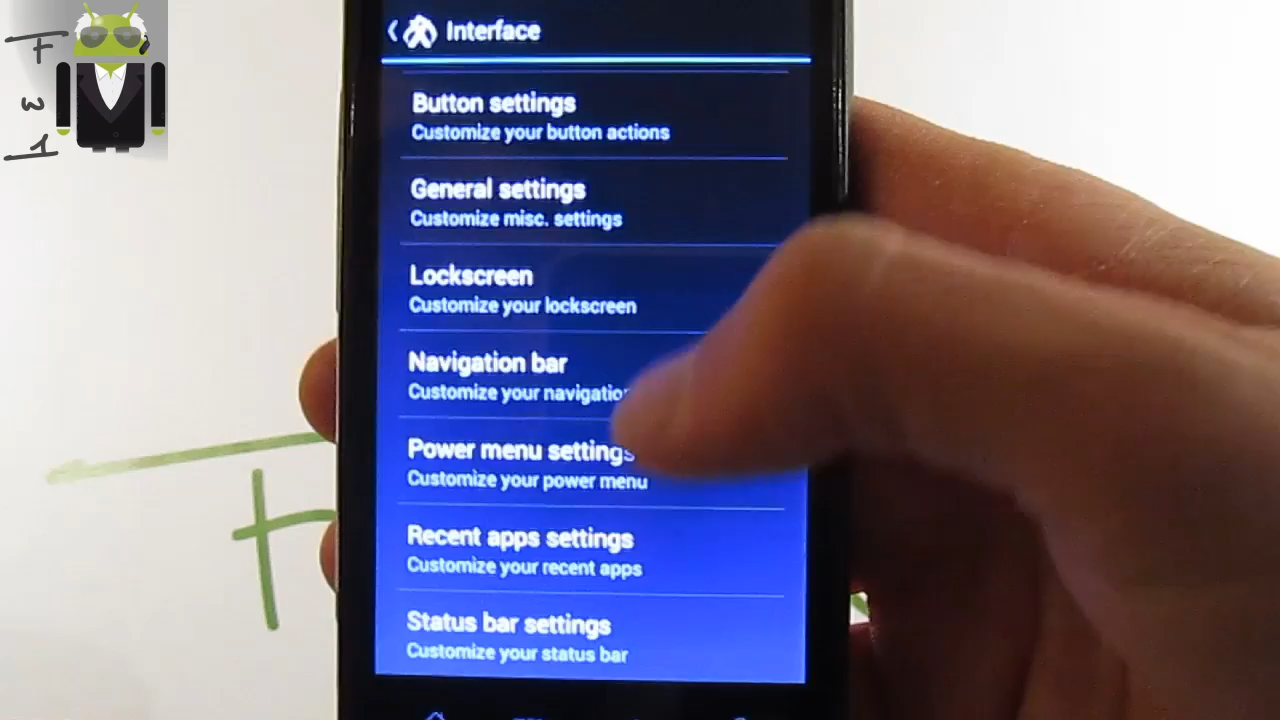 F
W
1
Interface
Button settings
Customize your button actions
General settings
Customize misc. settings
Lockscreen
Customize your lockscreen
Navigation bar
Customize your navigation
Power menu settings
Customize your power menu
Recent apps settings
Customize your recent apps
Status bar settings
Customize your status bar
F